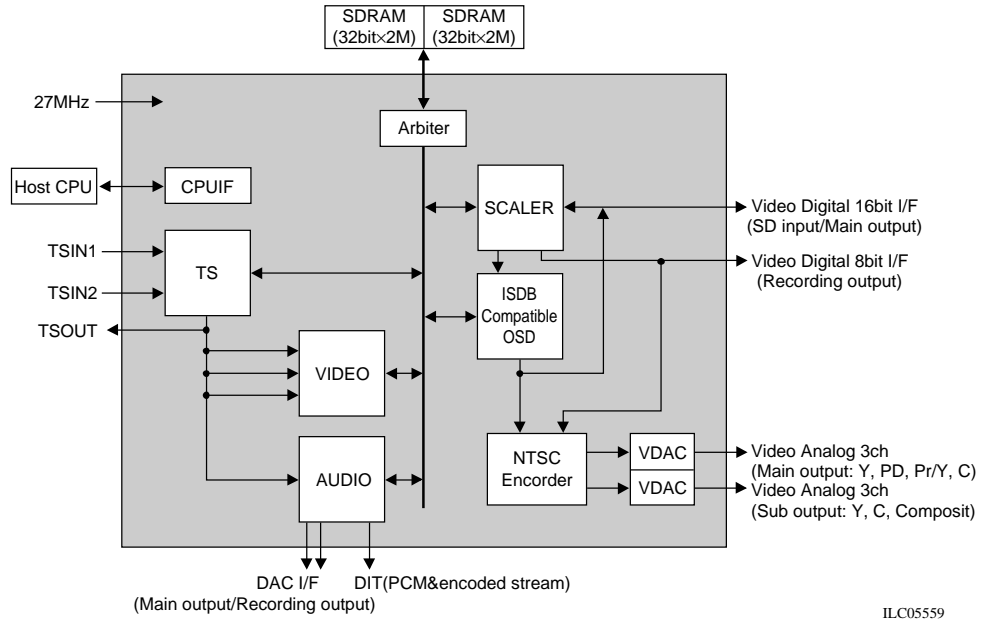 SDRAM
(32bit×2M)
SDRAM
(32bit×2M)
27MHz
Arbiter
Host CPU
CPUIF
SCALER
Video Digital 16bit I/F
(SD input/Main output)
TSIN1
TS
Video Digital 8bit I/F
(Recording output)
TSIN2
ISDB
Compatible
OSD
TSOUT
VIDEO
NTSC
Encorder
VDAC
Video Analog 3ch
(Main output: Y, PD, Pr/Y, C)
AUDIO
VDAC
Video Analog 3ch
(Sub output: Y, C, Composit)
DAC I/F
(Main output/Recording output)
DIT(PCM&encoded stream)
ILC05559